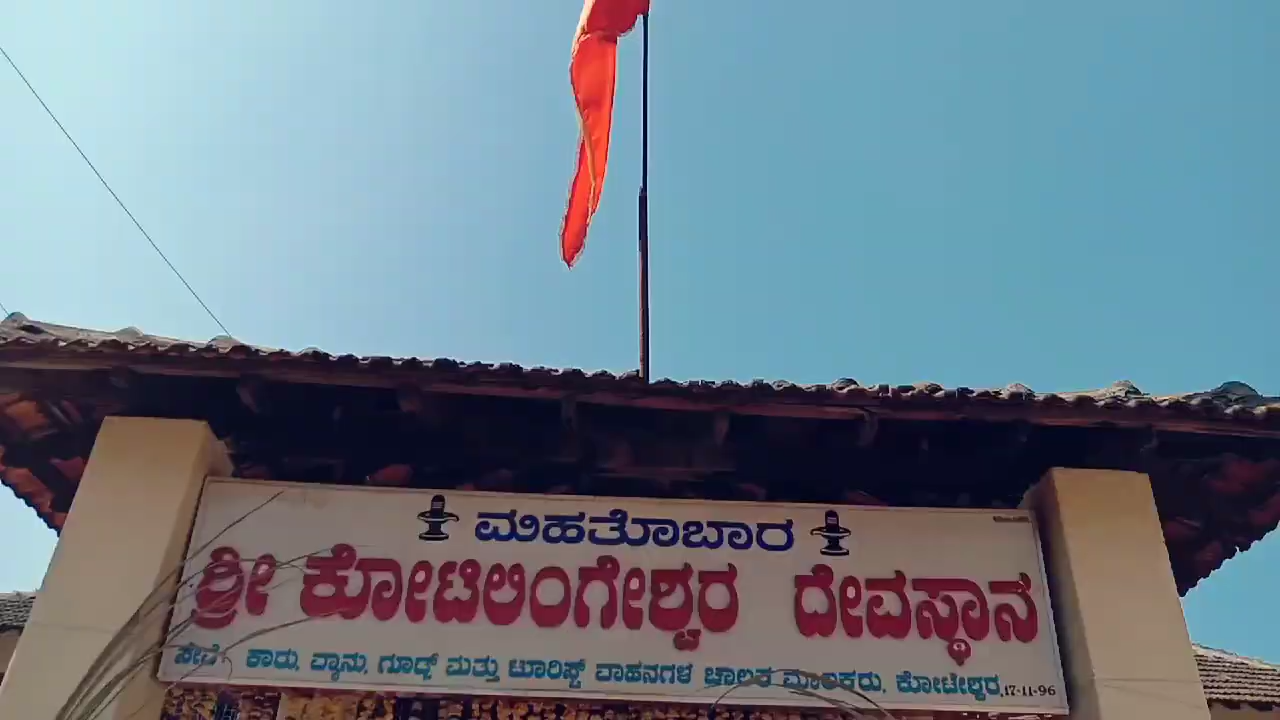 ಮಹತೋಬಾರ
ಶ್ರೀ ಕೋಟಿಲಿಂಗೇಶ್ವರ ದೇವಸ್ಥಾನ
ಸೇವೆ: ಕಾರು, ವ್ಯಾನು, ಗೂಡ್ಸ್ ಮತ್ತು ಟೂರಿಸ್ಟ್ ವಾಹನಗಳ ಚಾಲಕ ಮಾಲಕರು, ಕೋಟೇಶ್ವರ, 17-11-96